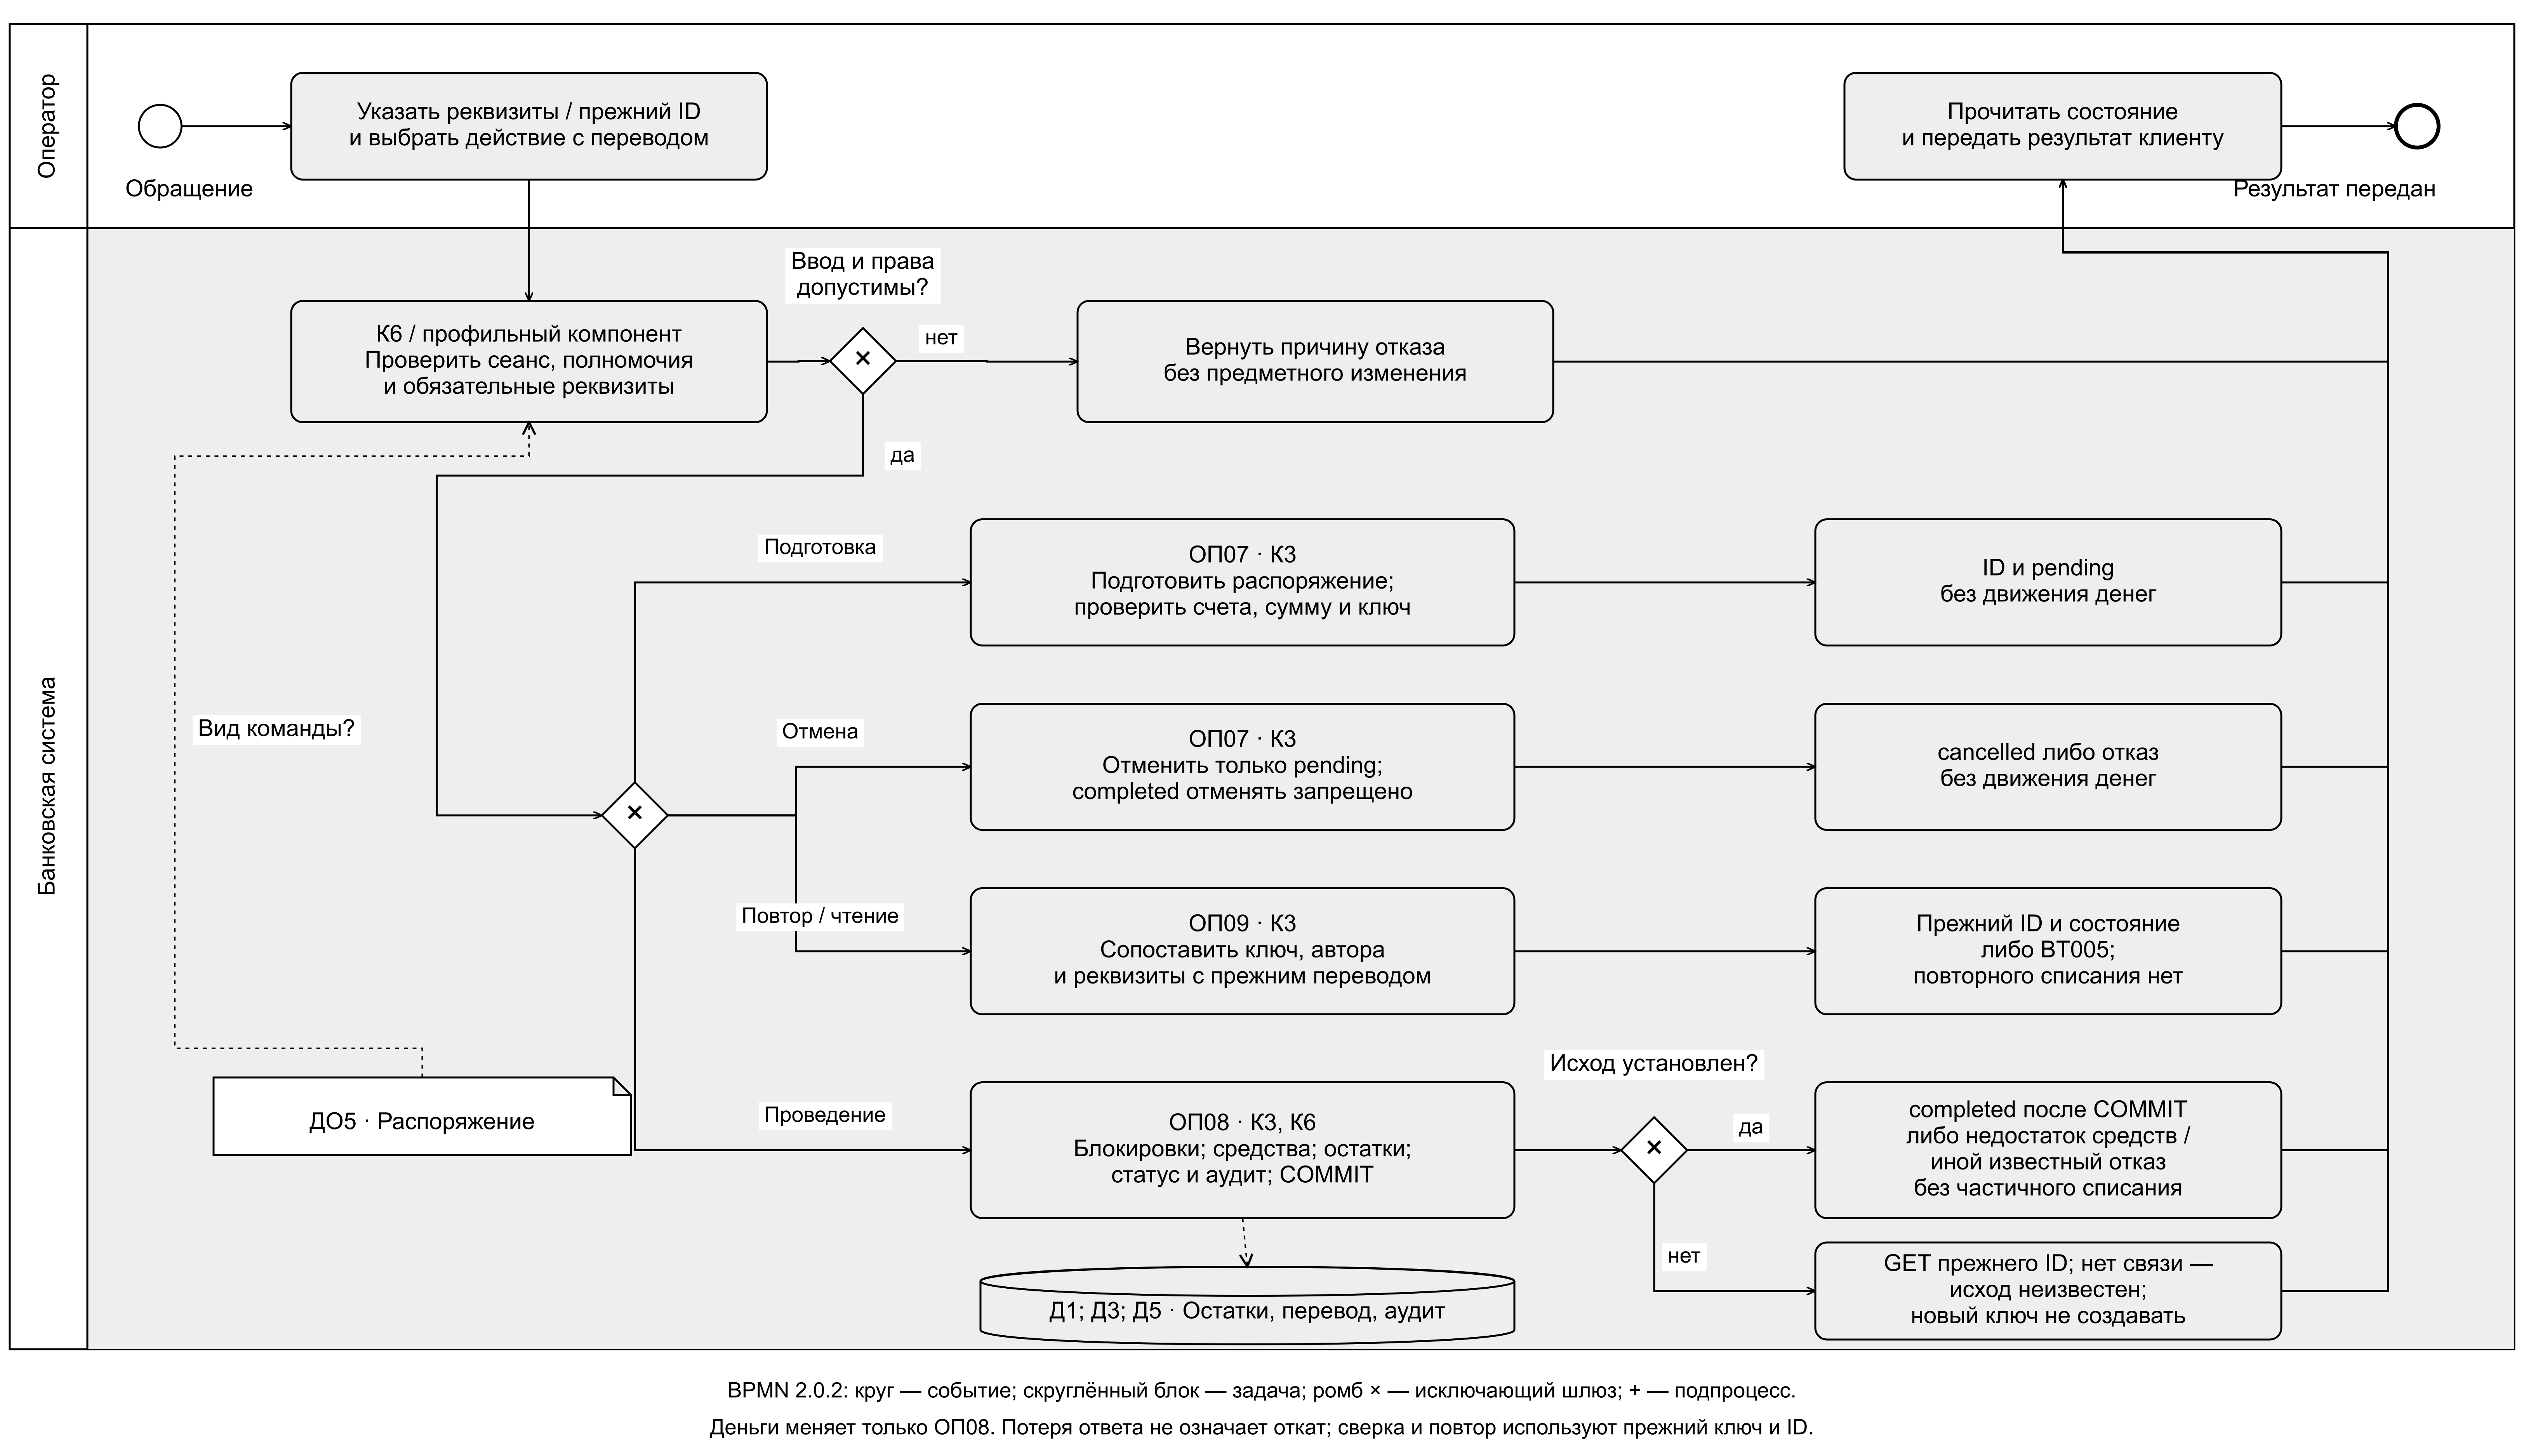 Оператор
Указать реквизиты / прежний ID
и выбрать действие с переводом
Обращение
Прочитать состояние
и передать результат клиенту
Результат передан
Банковская система
Ввод и права
допустимы?
К6 / профильный компонент
Проверить сеанс, полномочия
и обязательные реквизиты
нет
Вернуть причину отказа
без предметного изменения
да
Подготовка
ОП07 · К3
Подготовить распоряжение;
проверить счета, сумму и ключ
ID и pending
без движения денег
Вид команды?
Отмена
ОП07 · К3
Отменить только pending;
completed отменять запрещено
cancelled либо отказ
без движения денег
Повтор / чтение
ОП09 · К3
Сопоставить ключ, автора
и реквизиты с прежним переводом
Прежний ID и состояние
либо BT005;
повторного списания нет
ДО5 · Распоряжение
Проведение
ОП08 · К3, К6
Блокировки; средства; остатки;
статус и аудит; COMMIT
Исход установлен?
да
completed после COMMIT
либо недостаток средств /
иной известный отказ
без частичного списания
нет
GET прежнего ID; нет связи —
исход неизвестен;
новый ключ не создавать
Д1; Д3; Д5 · Остатки, перевод, аудит
BPMN 2.0.2: круг — событие; скруглённый блок — задача; ромб × — исключающий шлюз; + — подпроцесс.
Деньги меняет только ОП08. Потеря ответа не означает откат; сверка и повтор используют прежний ключ и ID.